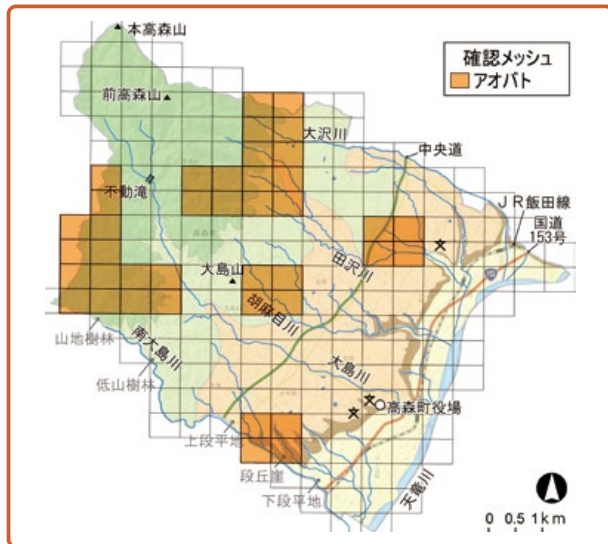 本高森山
前高森山
確認メッシュ
アオバト
大沢川
中央道
不動滝
JR飯田線
国道
153号
田沢川
大島山
胡麻目川
山地樹林
南大島川
低山樹林
大島川
高森町役場
上段平地
段丘崖
下段平地
天竜川
0 0.5 1km